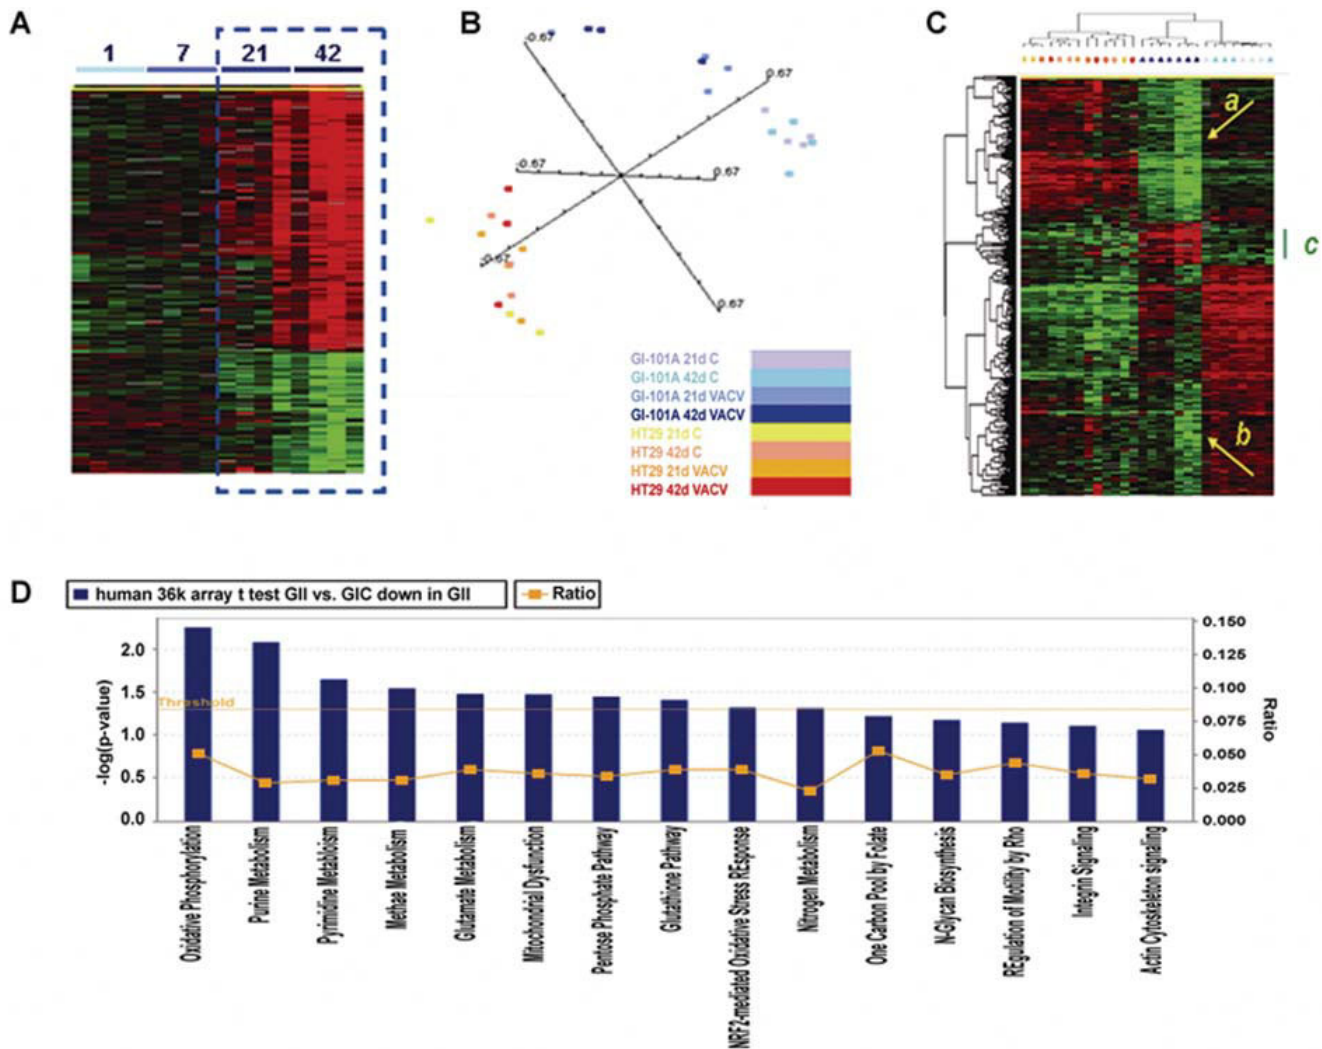 A
1 7 21 42
B
-0.67
0.67
-0.67
0.67
-0.67
0.67
GI-101A 21d C
GI-101A 42d C
GI-101A 21d VACV
GI-101A 42d VACV
HT29 21d C
HT29 42d C
HT29 21d VACV
HT29 42d VACV
C
a
c
b
D
human 36k array t test GII vs. GIC down in GII
Ratio
-log(p-value)
2.0
1.5
1.0
0.5
0.0
Threshold
0.150
0.125
0.100
0.075
0.050
0.025
0.000
Ratio
Oxidative Phosphorylation
Purine Metabolism
Pyrimidine Metabloism
Methae Metabolism
Glutamate Metabolism
Mitochondrial Dysfunction
Pentose Phosphate Pathway
Glutathione Pathway
NRF2-mediated Oxidative Stress REsponse
Nitrogen Metabolism
One Carbon Pool by Folate
N-Glycan Biosynthesis
REgulation of Motility by Rho
Integrin Signaling
Actin Cytoskeleton signaling